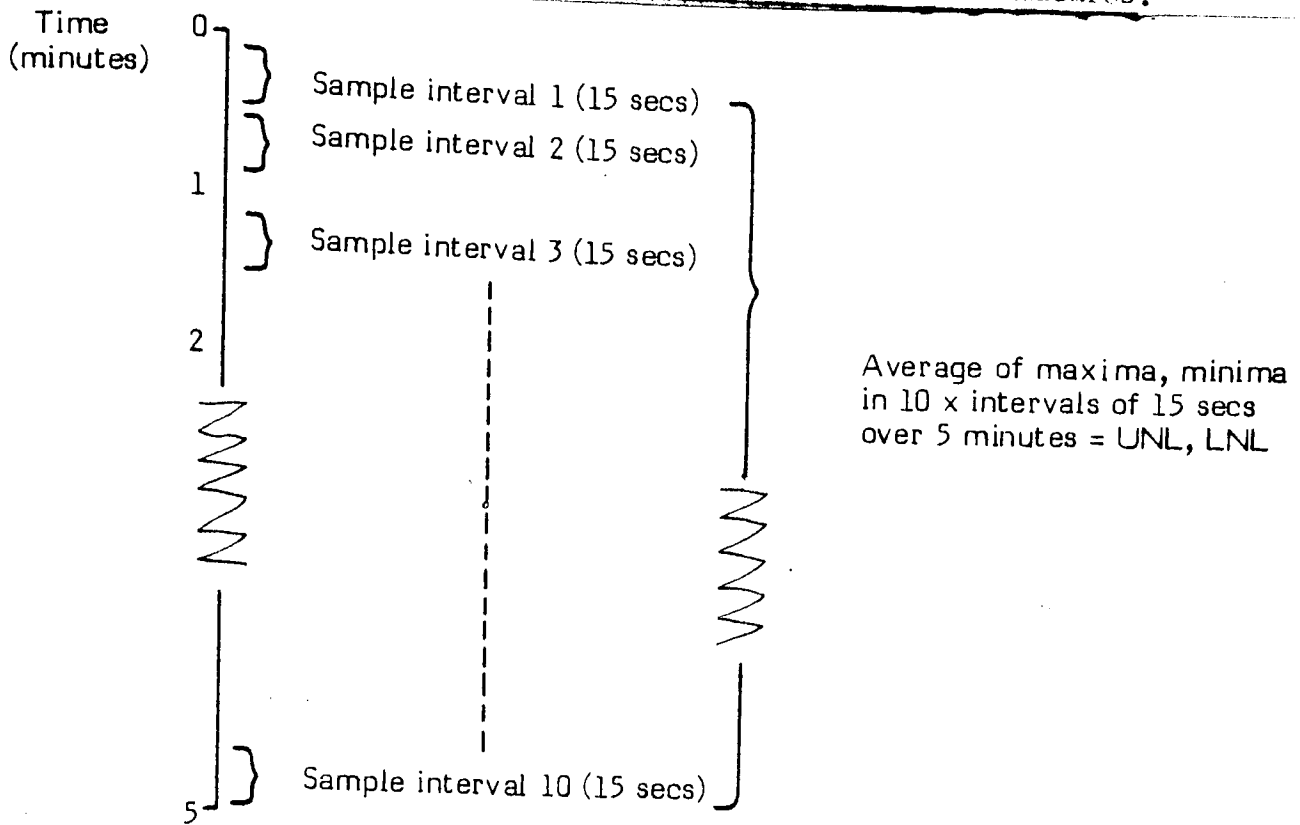 Time
(minutes)
0
Sample interval 1 (15 secs)
Sample interval 2 (15 secs)
1
Sample interval 3 (15 secs)
2
Average of maxima, minima
in 10 x intervals of 15 secs
over 5 minutes = UNL, LNL
Sample interval 10 (15 secs)
5